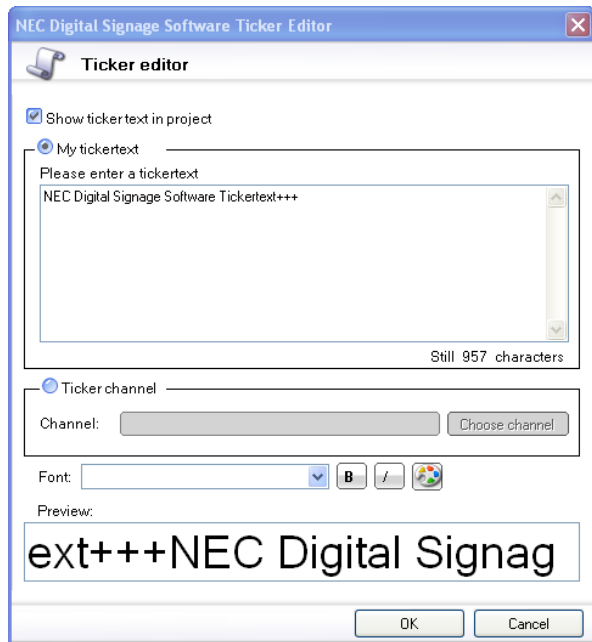 NEC Digital Signage Software Ticker Editor
Ticker editor
Show ticker text in project
My tickertext
Please enter a tickertext
NEC Digital Signage Software Tickertext+++
Still 957 characters
Ticker channel
Channel:
Choose channel
Font:
B
I
Preview:
ext+++NEC Digital Signag
OK
Cancel